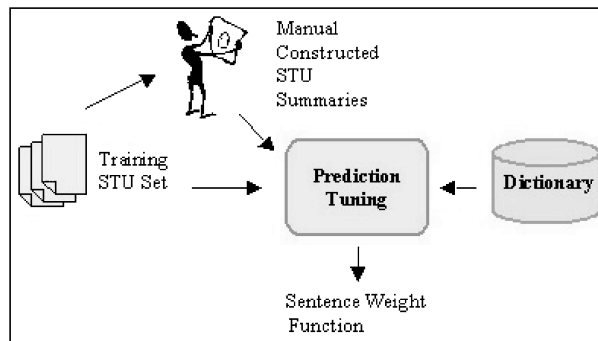 Manual
Constructed
STU
Summaries
Training
STU Set
Prediction
Tuning
Dictionary
Sentence Weight
Function